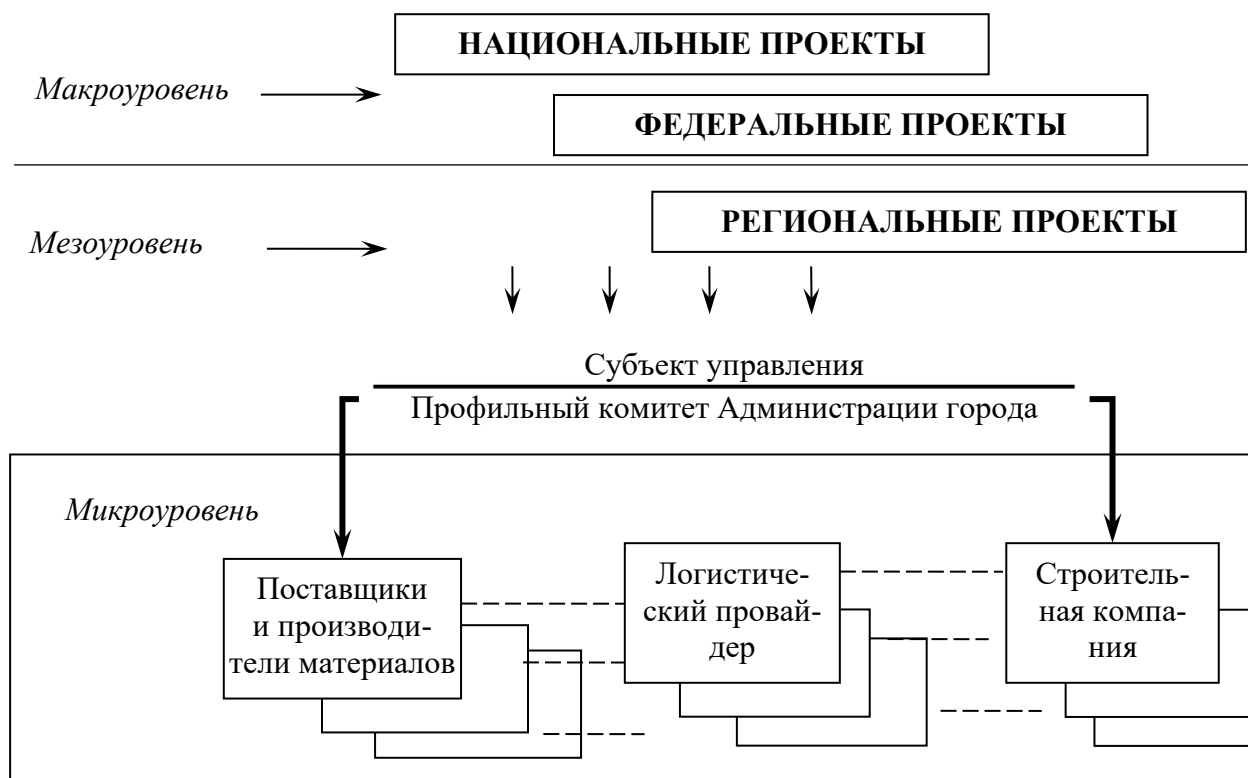 НАЦИОНАЛЬНЫЕ ПРОЕКТЫ
Макроуровень
ФЕДЕРАЛЬНЫЕ ПРОЕКТЫ
РЕГИОНАЛЬНЫЕ ПРОЕКТЫ
Мезоуровень
Субъект управления
Профильный комитет Администрации города
Микроуровень
Поставщики
и производи-
тели материалов
Логистиче-
ский провай-
дер
Строитель-
ная компа-
ния